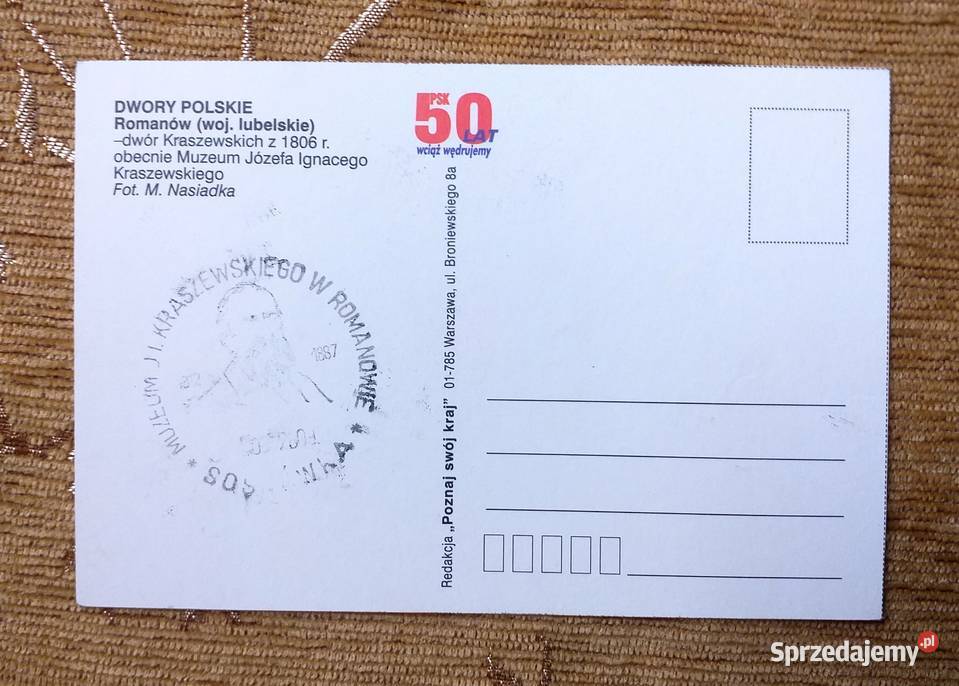 DWORY POLSKIE
Romanów (woj. lubelskie)
–dwór Kraszewskich z 1806 r.
obecnie Muzeum Józefa Ignacego
Kraszewskiego
Fot. M. Nasiadka
PSK
50
LAT
wciąż wędrujemy
Redakcja „Poznaj swój kraj” 01-785 Warszawa, ul. Broniewskiego 8a
* MUZEUM J.I. KRASZEWSKIEGO W ROMANOWIE *
1887
Sprzedajemy.pl